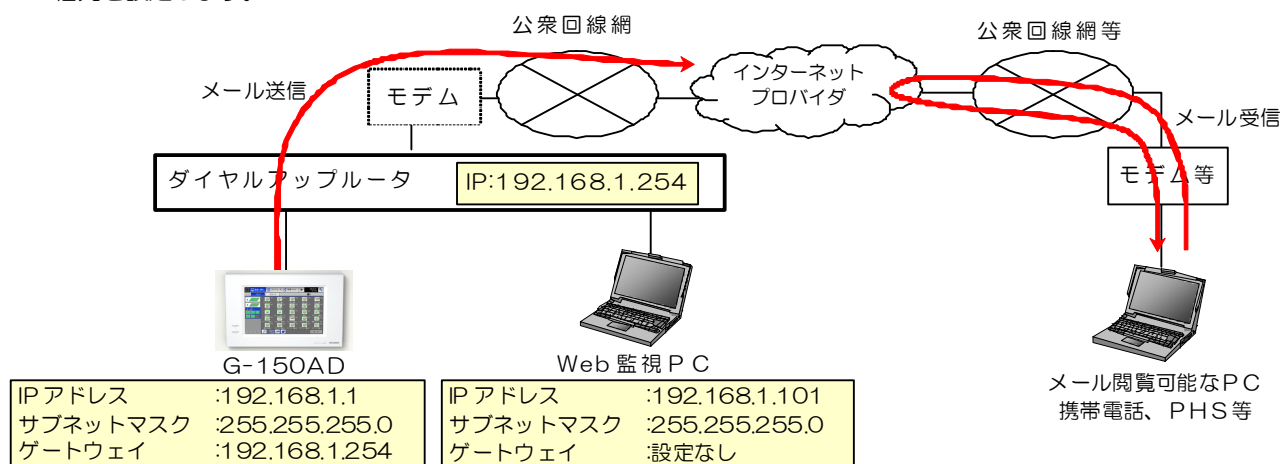 公衆回線網
公衆回線網等
メール送信
モデム
インターネット
プロバイダ
メール受信
ダイヤルアップルータ
IP:192.168.1.254
モデム等
G-150AD
Web監視PC
メール閲覧可能なPC
携帯電話、PHS等
IPアドレス :192.168.1.1
サブネットマスク :255.255.255.0
ゲートウェイ :192.168.1.254
IPアドレス :192.168.1.101
サブネットマスク :255.255.255.0
ゲートウェイ :設定なし